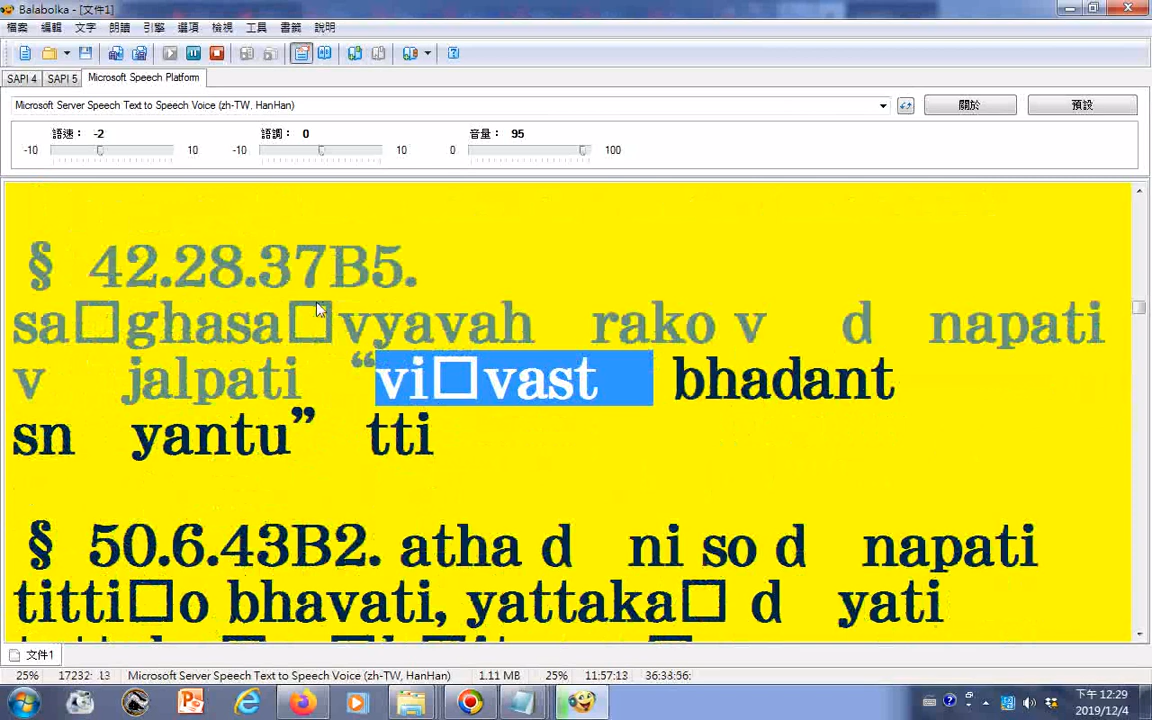 Balabolka - [文件1]
檔案 編輯 文字 朗讀 引擎 選項 檢視 工具 書籤 說明
SAPI 4 SAPI 5 Microsoft Speech Platform
Microsoft Server Speech Text to Speech Voice (zh-TW, HanHan) 關於 預設
語速： -2 語調： 0 音量： 95
-10 10 -10 10 0 100
§ 42.28.37B5.
sa□ghasa□vyavah rako v d napati
v jalpati “vi□vast bhadant
sn yantu” tti
§ 50.6.43B2. atha d ni so d napati
titti□o bhavati, yattaka□ d yati
文件1
25% Microsoft Server Speech Text to Speech Voice (zh-TW, HanHan) 1.11 MB 25% 11:57:13 36:33:56:
下午 12:29
2019/12/4